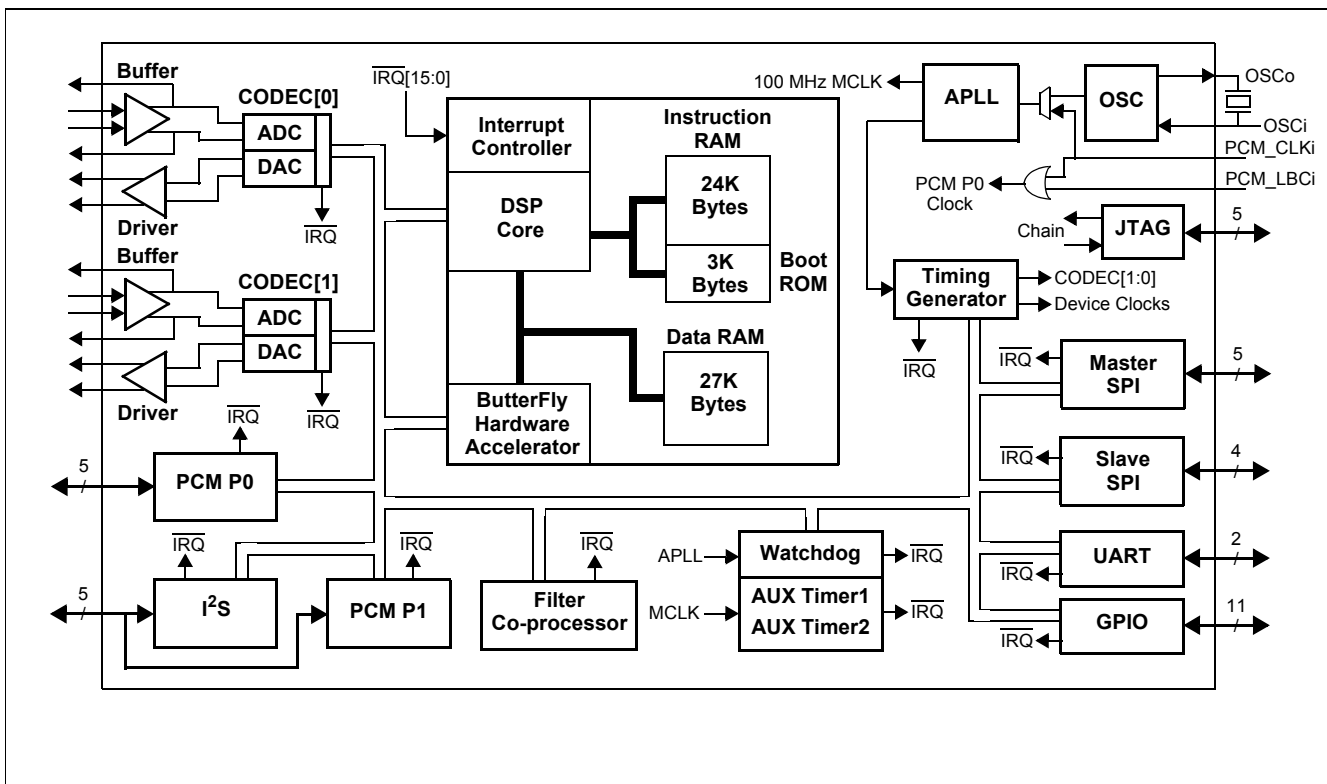 Buffer
CODEC[0]
ADC
DAC
Driver
IRQ
Buffer
CODEC[1]
ADC
DAC
Driver
IRQ
IRQ
5
PCM P0
IRQ
5
I²S
IRQ
PCM P1
IRQ[15:0]
Interrupt
Controller
DSP
Core
ButterFly
Hardware
Accelerator
Instruction
RAM
24K
Bytes
3K
Bytes
Boot
ROM
Data RAM
27K
Bytes
IRQ
Filter
Co-processor
APLL
Watchdog
IRQ
MCLK
AUX Timer1
AUX Timer2
IRQ
100 MHz MCLK
APLL
OSC
OSCo
OSCi
PCM_CLKi
PCM_LBCi
PCM P0
Clock
Chain
JTAG
5
Timing
Generator
CODEC[1:0]
Device Clocks
IRQ
IRQ
Master
SPI
5
IRQ
Slave
SPI
4
IRQ
UART
2
IRQ
GPIO
11